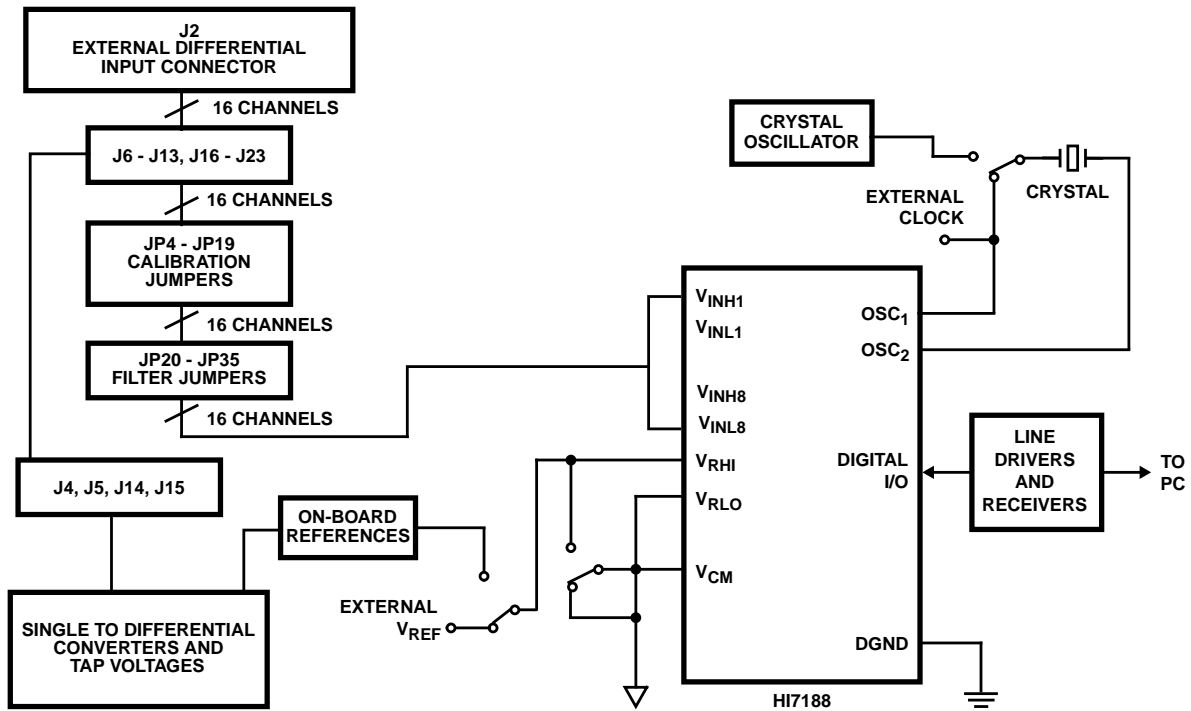 J2
EXTERNAL DIFFERENTIAL
INPUT CONNECTOR
16 CHANNELS
J6 - J13, J16 - J23
16 CHANNELS
JP4 - JP19
CALIBRATION
JUMPERS
16 CHANNELS
JP20 - JP35
FILTER JUMPERS
16 CHANNELS
J4, J5, J14, J15
ON-BOARD
REFERENCES
SINGLE TO DIFFERENTIAL
CONVERTERS AND
TAP VOLTAGES
EXTERNAL
VREF
CRYSTAL
OSCILLATOR
EXTERNAL
CLOCK
CRYSTAL
VINH1
VINL1
VINH8
VINL8
VRHI
VRLO
VCM
OSC1
OSC2
DIGITAL
I/O
DGND
HI7188
LINE
DRIVERS
AND
RECEIVERS
TO
PC